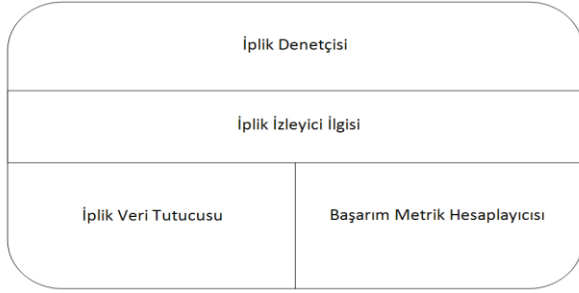 İplik Denetçisi
İplik İzleyici İlgisi
İplik Veri Tutucusu
Başarım Metrik Hesaplayıcısı